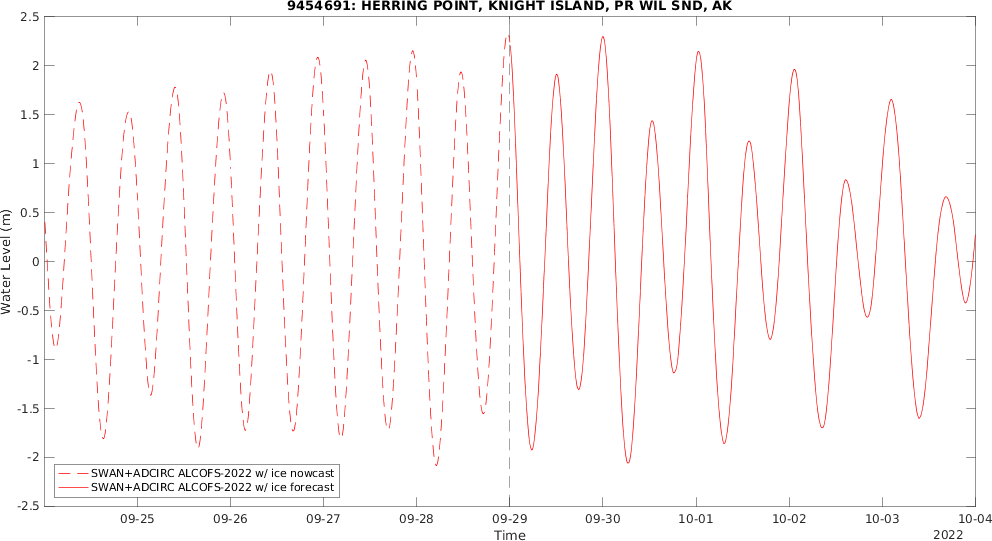 9454691: HERRING POINT, KNIGHT ISLAND, PR WIL SND, AK
2.5
2
1.5
1
0.5
0
-0.5
-1
-1.5
-2
-2.5
Water Level (m)
SWAN+ADCIRC ALCOFS-2022 w/ ice nowcast
SWAN+ADCIRC ALCOFS-2022 w/ ice forecast
09-25 09-26 09-27 09-28 09-29 09-30 10-01 10-02 10-03 10-04
Time
2022